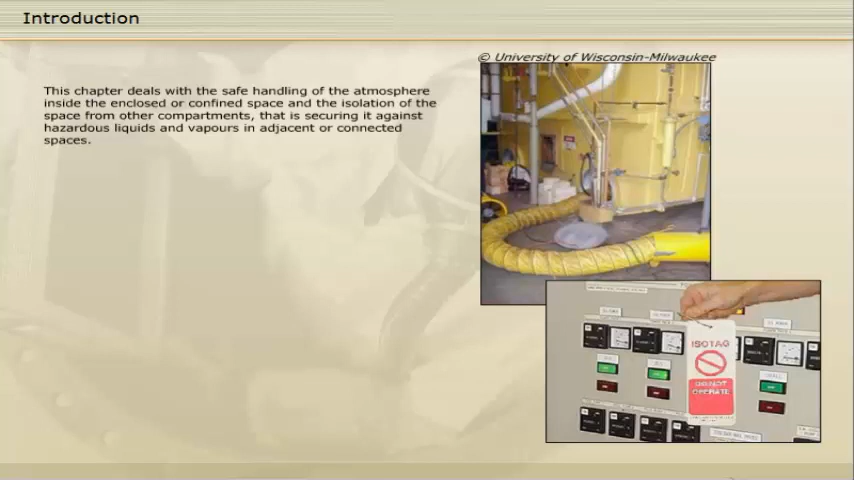 Introduction
© University of Wisconsin-Milwaukee
This chapter deals with the safe handling of the atmosphere
inside the enclosed or confined space and the isolation of the
space from other compartments, that is securing it against
hazardous liquids and vapours in adjacent or connected
spaces.
ISOTAG
DO NOT
OPERATE